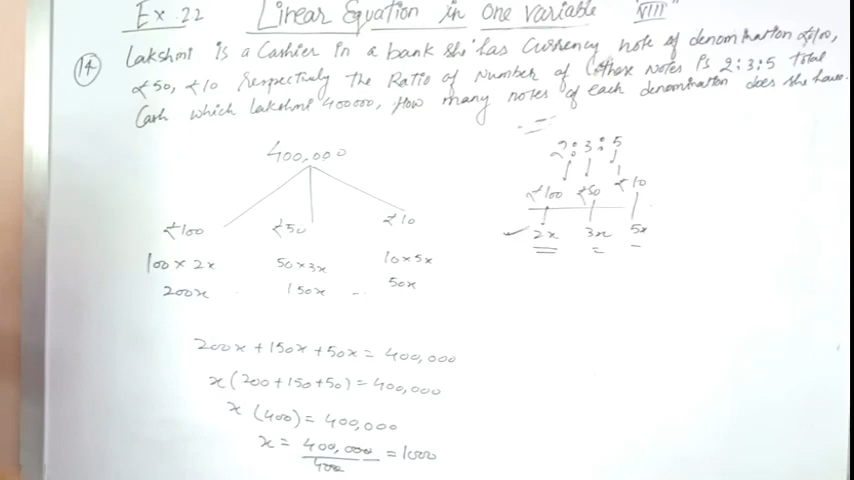 Ex 22 Linear Equation in one Variable "VIII"
14 Lakshmi is a Cashier in a bank she has Currency note of denomination ₹100,
₹50, ₹10 respectively the Ratio of Number of these notes is 2:3:5 total
Cash which lakshmi 400000, How many notes of each denomination does she have.
400,000
₹100 ₹50 ₹10
100 × 2x 50 × 3x 10 × 5x
200x 150x 50x
2:3:5
₹100 ₹50 ₹10
2x 3x 5x
200x + 150x + 50x = 400,000
x (200 + 150 + 50) = 400,000
x (400) = 400,000
x = 400,000 / 400 = 1000